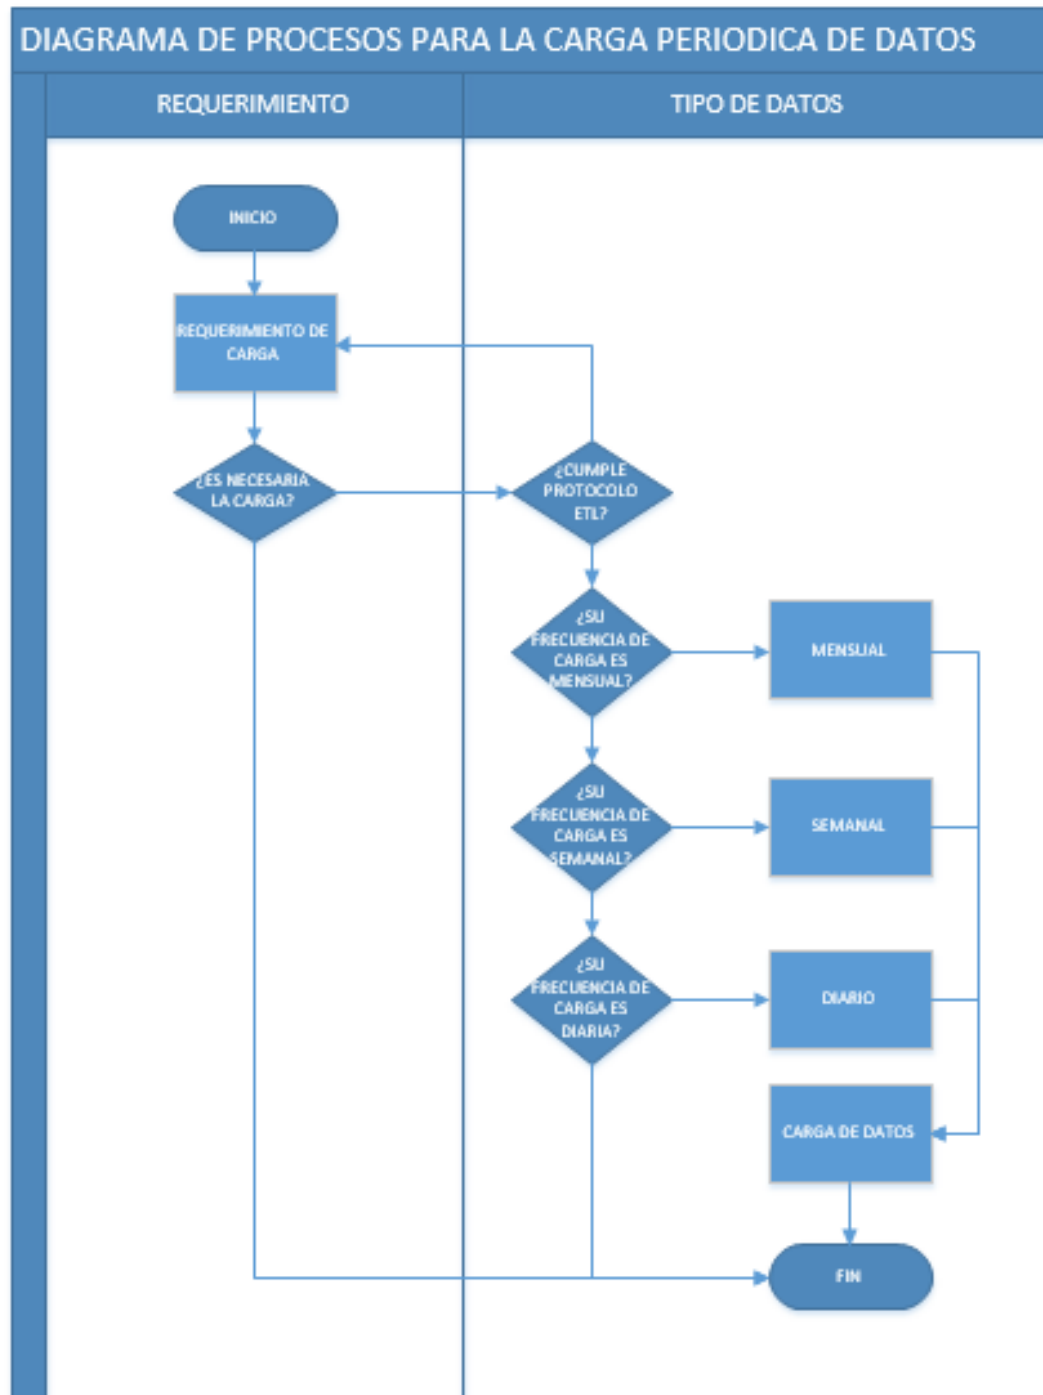 DIAGRAMA DE PROCESOS PARA LA CARGA PERIODICA DE DATOS
REQUERIMIENTO
TIPO DE DATOS
INICIO
REQUERIMIENTO DE
CARGA
¿ES NECESARIA
LA CARGA?
¿CUMPLE
PROTOCOLO
ETL?
¿SU
FRECUENCIA DE
CARGA ES
MENSUAL?
MENSUAL
¿SU
FRECUENCIA DE
CARGA ES
SEMANAL?
SEMANAL
¿SU
FRECUENCIA DE
CARGA ES
DIARIA?
DIARIO
CARGA DE DATOS
FIN